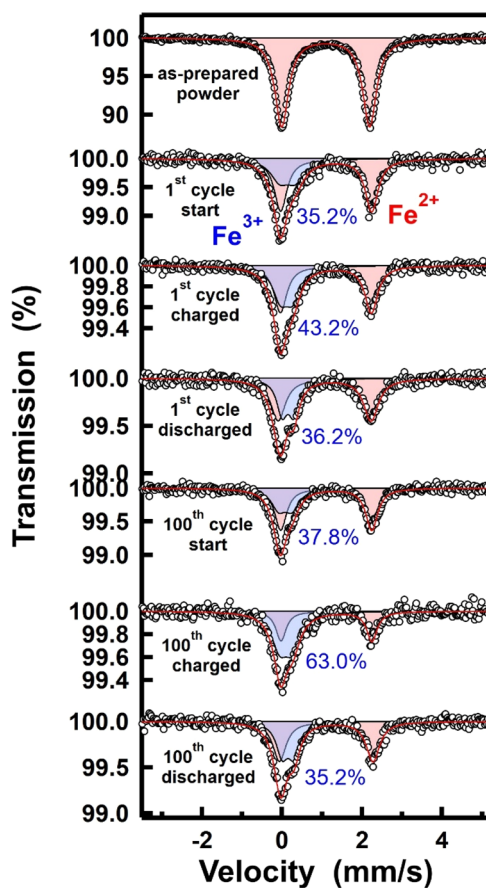 100
95
90
as-prepared
powder
100.0
99.5
99.0
1st cycle
start
35.2%
Fe3+
Fe2+
100.0
99.8
99.6
99.4
1st cycle
charged
43.2%
100.0
99.5
99.0
1st cycle
discharged
36.2%
100.0
99.5
99.0
100th cycle
start
37.8%
100.0
99.8
99.6
99.4
100th cycle
charged
63.0%
100.0
99.5
99.0
100th cycle
discharged
35.2%
Transmission (%)
-2 0 2 4
Velocity (mm/s)